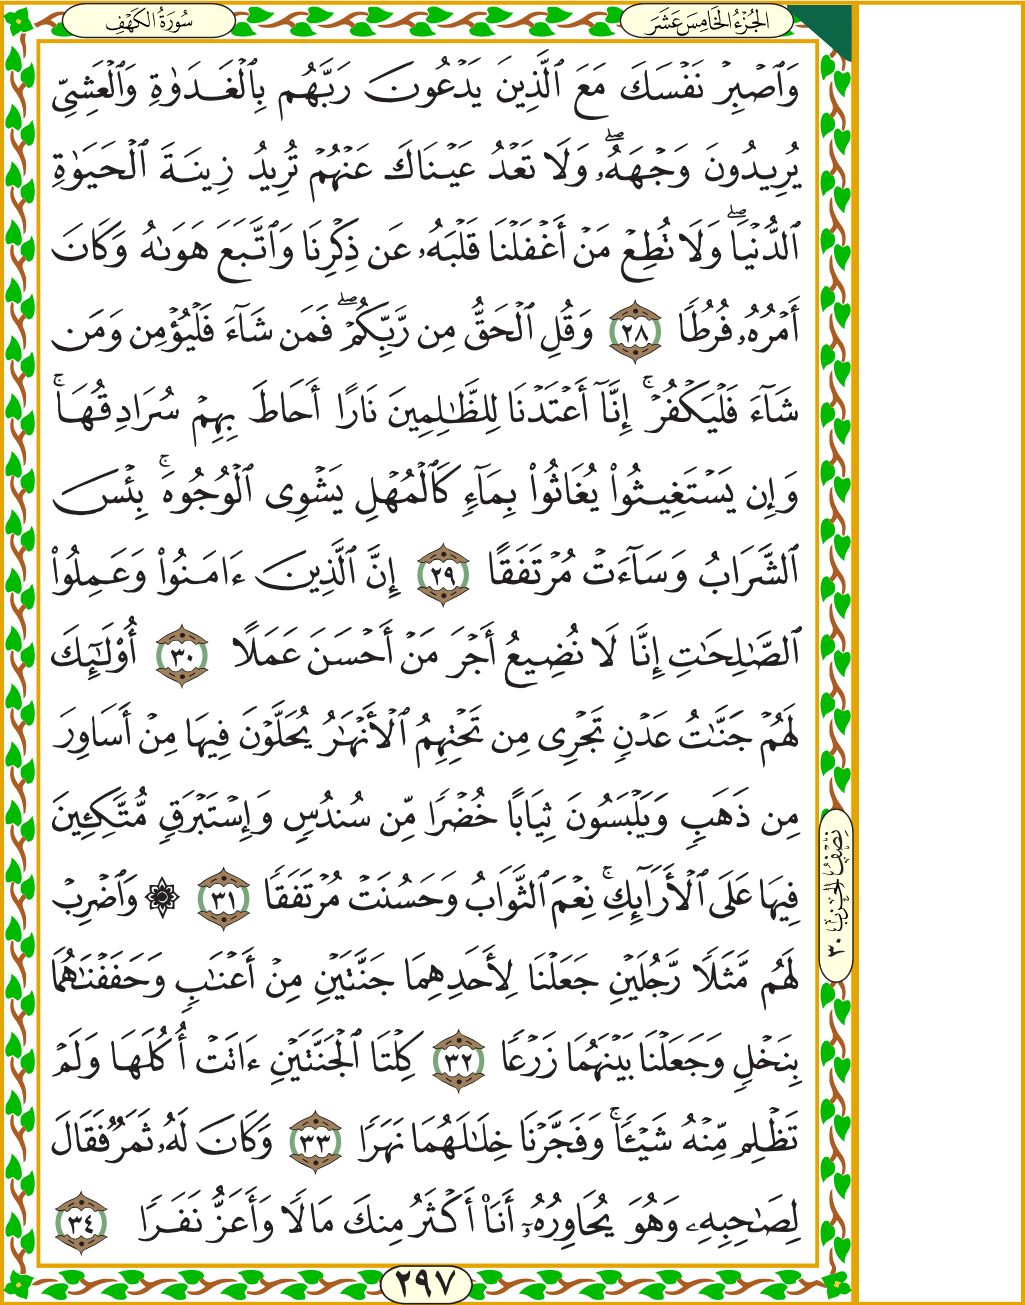 سُورَةُ الكَهْفِ
الجُزْءُ الخَامِسَ عَشَرَ
وَٱصۡبِرۡ نَفۡسَكَ مَعَ ٱلَّذِينَ يَدۡعُونَ رَبَّهُم بِٱلۡغَدَوٰةِ وَٱلۡعَشِيِّ
يُرِيدُونَ وَجۡهَهُۥۖ وَلَا تَعۡدُ عَيۡنَاكَ عَنۡهُمۡ تُرِيدُ زِينَةَ ٱلۡحَيَوٰةِ
ٱلدُّنۡيَاۖ وَلَا تُطِعۡ مَنۡ أَغۡفَلۡنَا قَلۡبَهُۥ عَن ذِكۡرِنَا وَٱتَّبَعَ هَوَىٰهُ وَكَانَ
أَمۡرُهُۥ فُرُطٗا ٢٨ وَقُلِ ٱلۡحَقُّ مِن رَّبِّكُمۡۖ فَمَن شَآءَ فَلۡيُؤۡمِن وَمَن
شَآءَ فَلۡيَكۡفُرۡۚ إِنَّآ أَعۡتَدۡنَا لِلظَّٰلِمِينَ نَارًا أَحَاطَ بِهِمۡ سُرَادِقُهَاۚ
وَإِن يَسۡتَغِيثُواْ يُغَاثُواْ بِمَآءٖ كَٱلۡمُهۡلِ يَشۡوِي ٱلۡوُجُوهَۚ بِئۡسَ
ٱلشَّرَابُ وَسَآءَتۡ مُرۡتَفَقًا ٢٩ إِنَّ ٱلَّذِينَ ءَامَنُواْ وَعَمِلُواْ
ٱلصَّٰلِحَٰتِ إِنَّا لَا نُضِيعُ أَجۡرَ مَنۡ أَحۡسَنَ عَمَلًا ٣٠ أُوْلَٰٓئِكَ
لَهُمۡ جَنَّٰتُ عَدۡنٖ تَجۡرِي مِن تَحۡتِهِمُ ٱلۡأَنۡهَٰرُ يُحَلَّوۡنَ فِيهَا مِنۡ أَسَاوِرَ
مِن ذَهَبٖ وَيَلۡبَسُونَ ثِيَابًا خُضۡرٗا مِّن سُندُسٖ وَإِسۡتَبۡرَقٖ مُّتَّكِـِٔينَ
فِيهَا عَلَى ٱلۡأَرَآئِكِۚ نِعۡمَ ٱلثَّوَابُ وَحَسُنَتۡ مُرۡتَفَقٗا ٣١ ۞ وَٱضۡرِبۡ
لَهُم مَّثَلٗا رَّجُلَيۡنِ جَعَلۡنَا لِأَحَدِهِمَا جَنَّتَيۡنِ مِنۡ أَعۡنَٰبٖ وَحَفَفۡنَٰهُمَا
بِنَخۡلٖ وَجَعَلۡنَا بَيۡنَهُمَا زَرۡعٗا ٣٢ كِلۡتَا ٱلۡجَنَّتَيۡنِ ءَاتَتۡ أُكُلَهَا وَلَمۡ
تَظۡلِم مِّنۡهُ شَيۡـٔٗاۚ وَفَجَّرۡنَا خِلَٰلَهُمَا نَهَرٗا ٣٣ وَكَانَ لَهُۥ ثَمَرٞ فَقَالَ
لِصَٰحِبِهِۦ وَهُوَ يُحَاوِرُهُۥٓ أَنَا۠ أَكۡثَرُ مِنكَ مَالٗا وَأَعَزُّ نَفَرٗا ٣٤
نِصْفُ الحِزْبِ ٣٠
٢٩٧